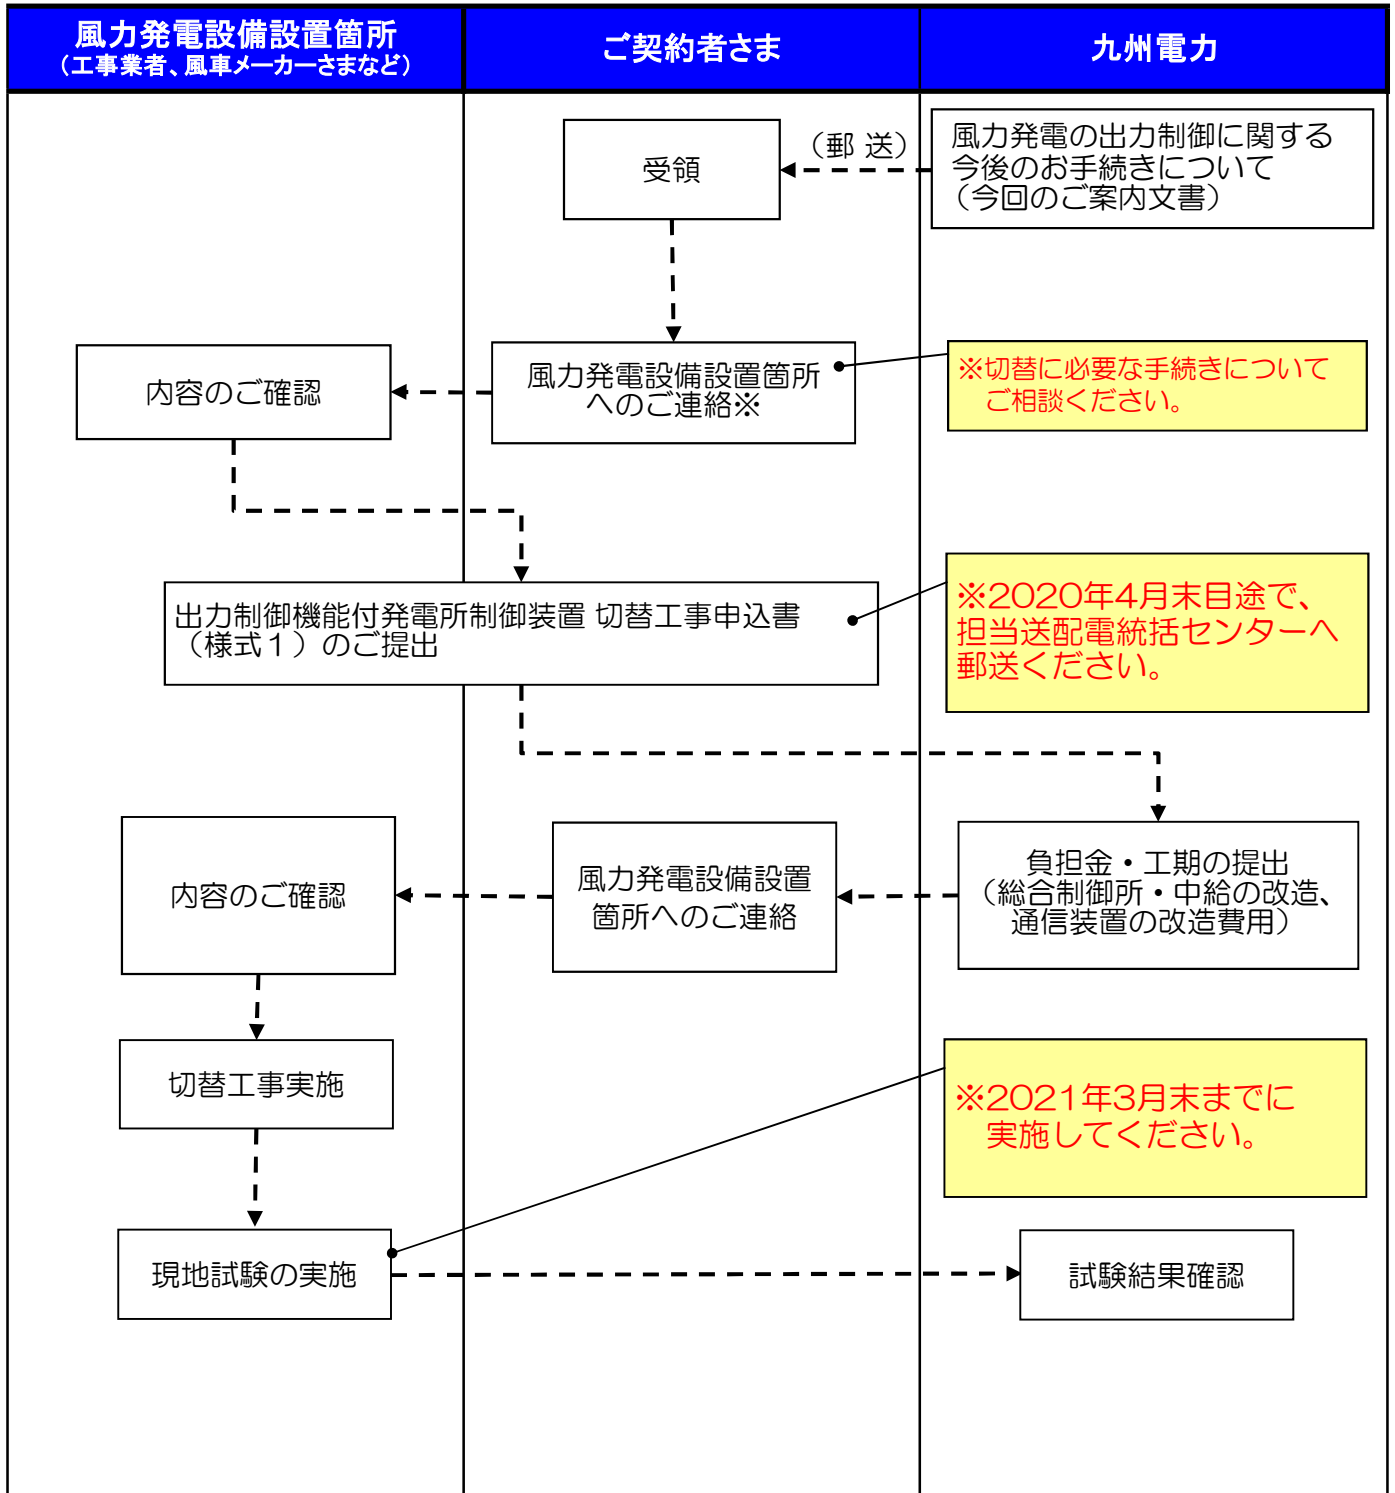 風力発電設備設置箇所
（工事業者、風車メーカーさまなど）
ご契約者さま
九州電力
風力発電の出力制御に関する
今後のお手続きについて
（今回のご案内文書）
（郵 送）
受領
風力発電設備設置箇所
へのご連絡※
※切替に必要な手続きについて
ご相談ください。
内容のご確認
出力制御機能付発電所制御装置 切替工事申込書
（様式１）のご提出
※2020年4月末目途で、
担当送配電統括センターへ
郵送ください。
負担金・工期の提出
（総合制御所・中給の改造、
通信装置の改造費用）
風力発電設備設置
箇所へのご連絡
内容のご確認
切替工事実施
※2021年3月末までに
実施してください。
現地試験の実施
試験結果確認